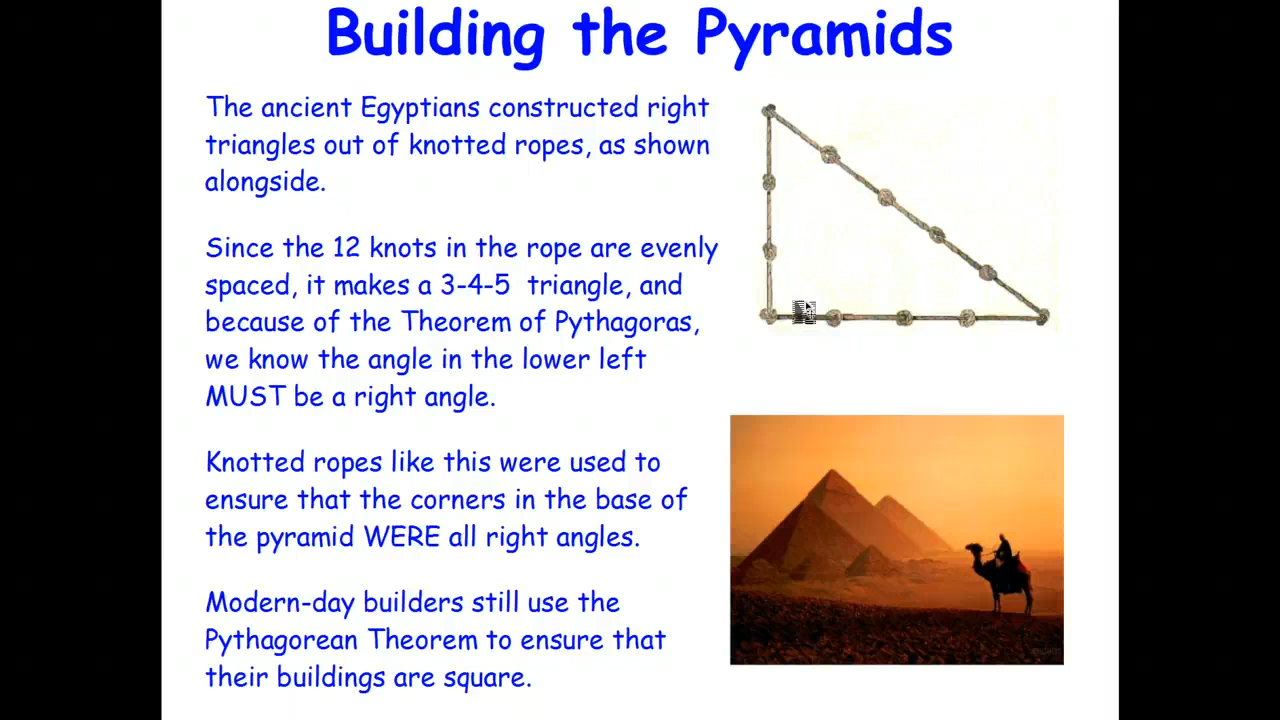 Building the Pyramids
The ancient Egyptians constructed right
triangles out of knotted ropes, as shown
alongside.
Since the 12 knots in the rope are evenly
spaced, it makes a 3-4-5 triangle, and
because of the Theorem of Pythagoras,
we know the angle in the lower left
MUST be a right angle.
Knotted ropes like this were used to
ensure that the corners in the base of
the pyramid WERE all right angles.
Modern-day builders still use the
Pythagorean Theorem to ensure that
their buildings are square.